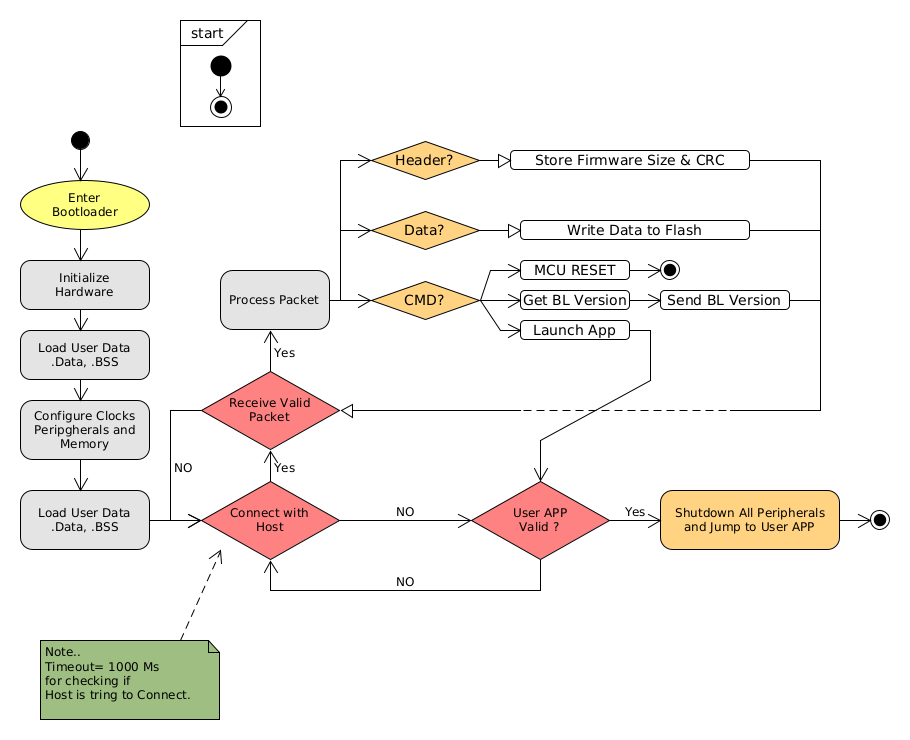 start
Enter
Bootloader
Initialize
Hardware
Load User Data
.Data, .BSS
Configure Clocks
Peripgherals and
Memory
Load User Data
.Data, .BSS
Header?
Store Firmware Size & CRC
Data?
Write Data to Flash
Process Packet
CMD?
MCU RESET
Get BL Version
Send BL Version
Launch App
Yes
Receive Valid
Packet
NO
Yes
Connect with
Host
NO
User APP
Valid ?
Yes
Shutdown All Peripherals
and Jump to User APP
NO
Note..
Timeout= 1000 Ms
for checking if
Host is tring to Connect.